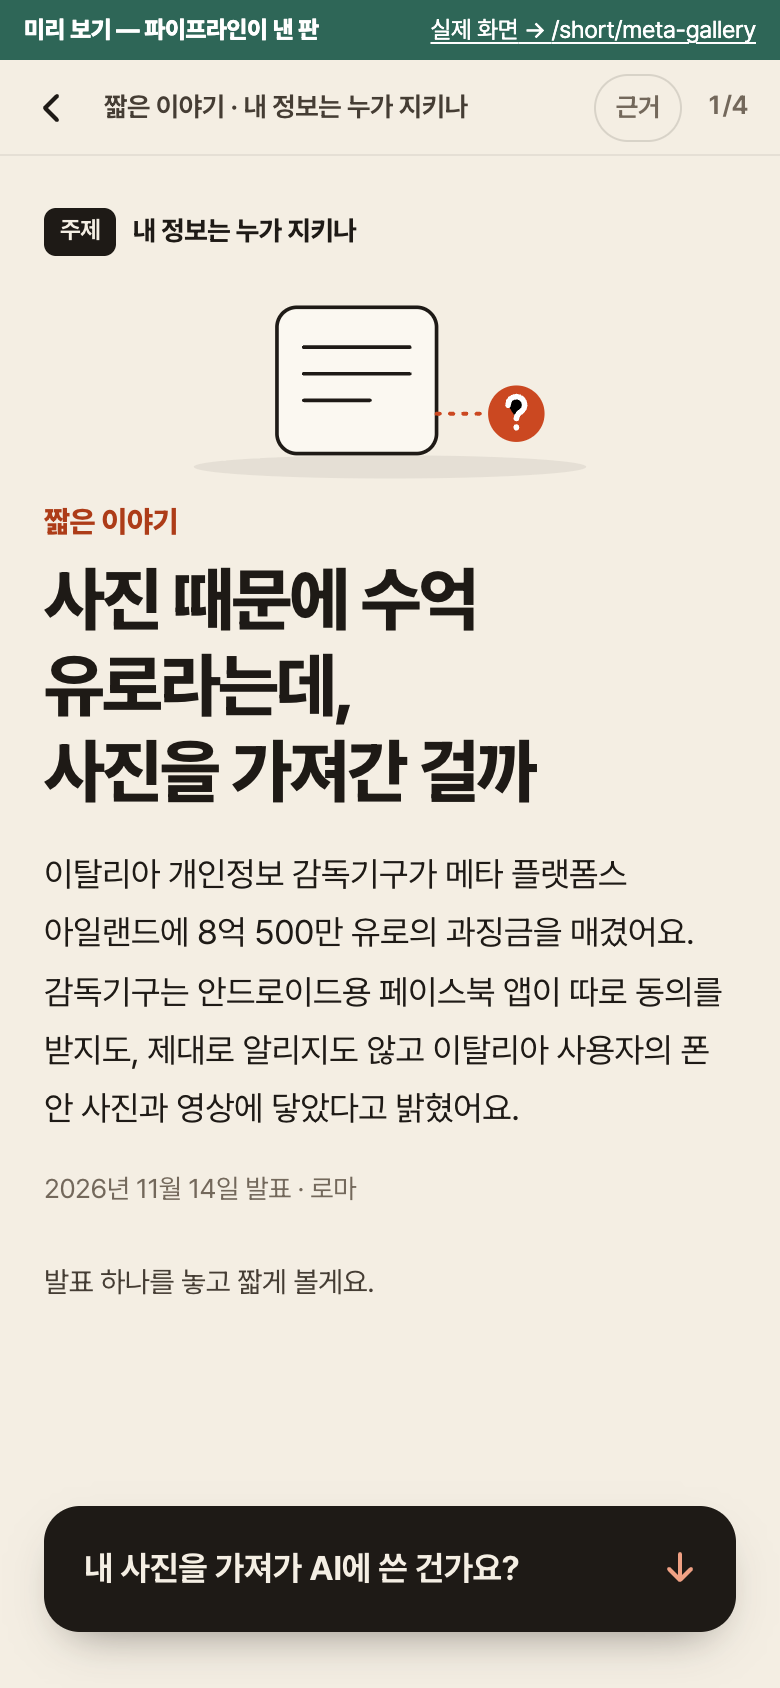 미리 보기 — 파이프라인이 낸 판
실제 화면 → /short/meta-gallery
짧은 이야기 · 내 정보는 누가 지키나
근거
1/4
주제
내 정보는 누가 지키나
?
짧은 이야기
사진 때문에 수억
유로라는데,
사진을 가져간 걸까
이탈리아 개인정보 감독기구가 메타 플랫폼스
아일랜드에 8억 500만 유로의 과징금을 매겼어요.
감독기구는 안드로이드용 페이스북 앱이 따로 동의를
받지도, 제대로 알리지도 않고 이탈리아 사용자의 폰
안 사진과 영상에 닿았다고 밝혔어요.
2026년 11월 14일 발표 · 로마
발표 하나를 놓고 짧게 볼게요.
내 사진을 가져가 AI에 쓴 건가요?